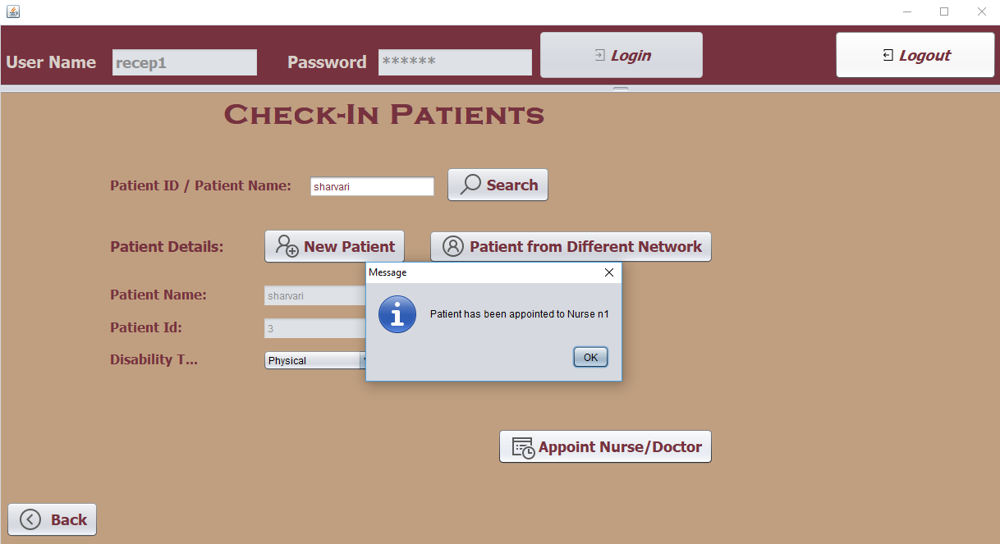 User Name
recep1
Password
******
Login
Logout
Check-In Patients
Patient ID / Patient Name:
sharvari
Search
Patient Details:
New Patient
Patient from Different Network
Message
Patient Name:
sharvari
Patient has been appointed to Nurse n1
Patient Id:
3
Disability T...
Physical
OK
Appoint Nurse/Doctor
Back